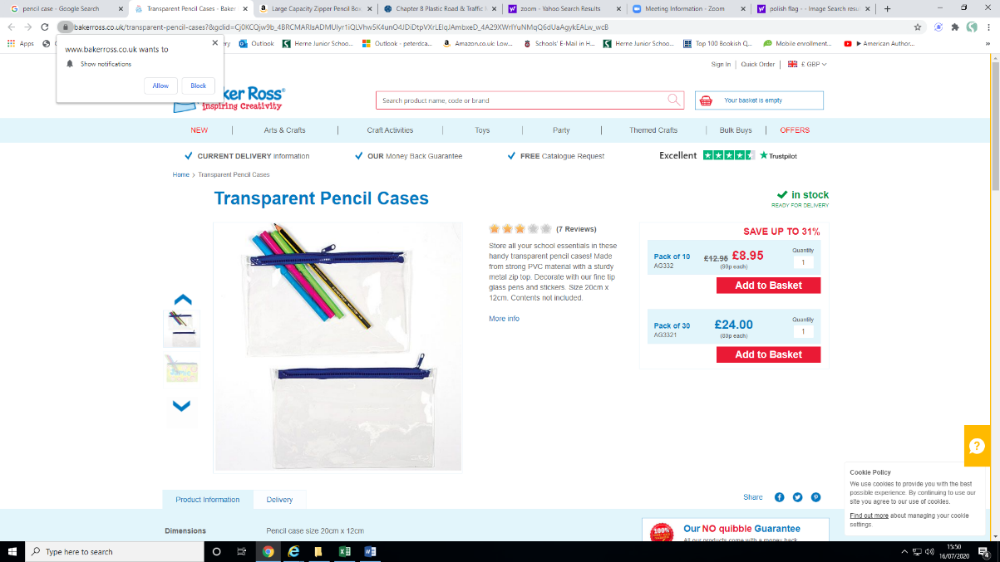 pencil case - Google Search
Transparent Pencil Cases - Baker
Large Capacity Zipper Pencil Box
Chapter 8 Plastic Road & Traffic
zoom - Yahoo Search Results
Meeting Information - Zoom
polish flag - - Image Search resu
bakerross.co.uk/transparent-pencil-cases?&gclid=Cj0KCQjw9b_4BRCMARIsADMUIyr1iQLVhw5K4unO4JDiDtpVXrLElqJAmbxeD_4A29XWrlYuNMqQ6dUaAgykEALw_wcB
Apps
Outlook
Herne Junior Schoo...
Outlook - peterdca...
Amazon.co.uk: Low...
Schools' E-Mail in H...
Herne Junior Schoo...
Top 100 Bookish Q...
Mobile enrollment...
American Author...
www.bakerross.co.uk wants to
Show notifications
Allow
Block
Sign In
Quick Order
£ GBP
ker Ross
inspiring Creativity
Search product name, code or brand
Your basket is empty
NEW
Arts & Crafts
Craft Activities
Toys
Party
Themed Crafts
Bulk Buys
OFFERS
CURRENT DELIVERY information
OUR Money Back Guarantee
FREE Catalogue Request
Excellent
Trustpilot
Home > Transparent Pencil Cases
Transparent Pencil Cases
in stock
READY FOR DELIVERY
(7 Reviews)
Store all your school essentials in these
handy transparent pencil cases! Made
from strong PVC material with a sturdy
metal zip top. Decorate with our fine tip
glass pens and stickers. Size 20cm x
12cm. Contents not included.
More info
SAVE UP TO 31%
Pack of 10
AG332
£12.95 £8.95
(90p each)
Quantity
1
Add to Basket
Pack of 30
AG3321
£24.00
(80p each)
Quantity
1
Add to Basket
Product Information
Delivery
Share
Dimensions
Pencil case size 20cm x 12cm
100%
Our NO quibble Guarantee
All our products come with a money back
Cookie Policy
We use cookies to provide you with the best
possible experience. By continuing to use our
site you agree to our use of cookies.
Find out more about managing your cookie
settings.
Type here to search
15:50
16/07/2020
4